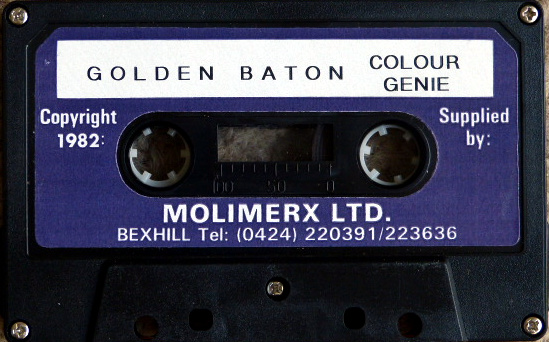 GOLDEN BATON COLOUR GENIE
Copyright 1982:
Supplied by:
100 50 0
MOLIMERX LTD.
BEXHILL Tel: (0424) 220391/223636